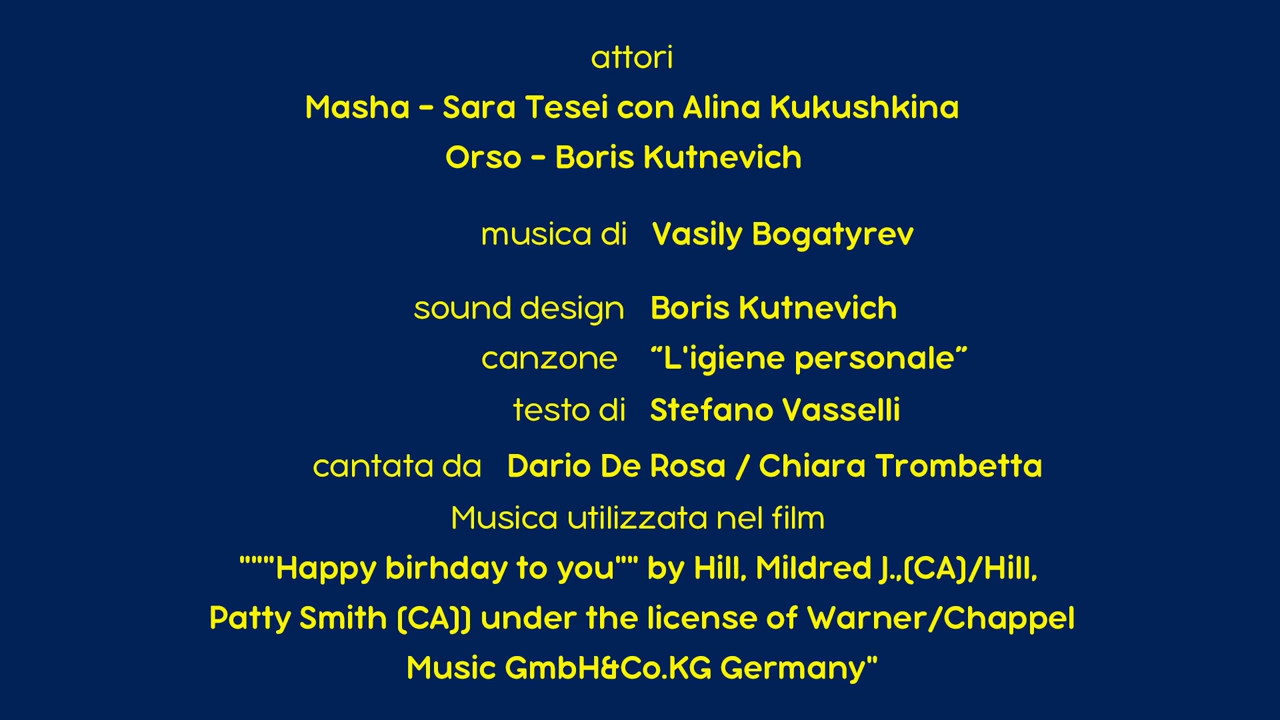 attori
Masha - Sara Tesei con Alina Kukushkina
Orso - Boris Kutnevich
musica di Vasily Bogatyrev
sound design Boris Kutnevich
canzone “L'igiene personale”
testo di Stefano Vasselli
cantata da Dario De Rosa / Chiara Trombetta
Musica utilizzata nel film
""""Happy birhday to you"" by Hill, Mildred J.,(CA)/Hill,
Patty Smith (CA)) under the license of Warner/Chappel
Music GmbH&Co.KG Germany"